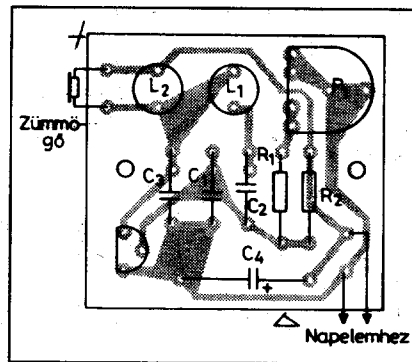 L2
L1
Zümmö-
gő
R1
C3
C1
C2
R2
C4
+
Napelemhez